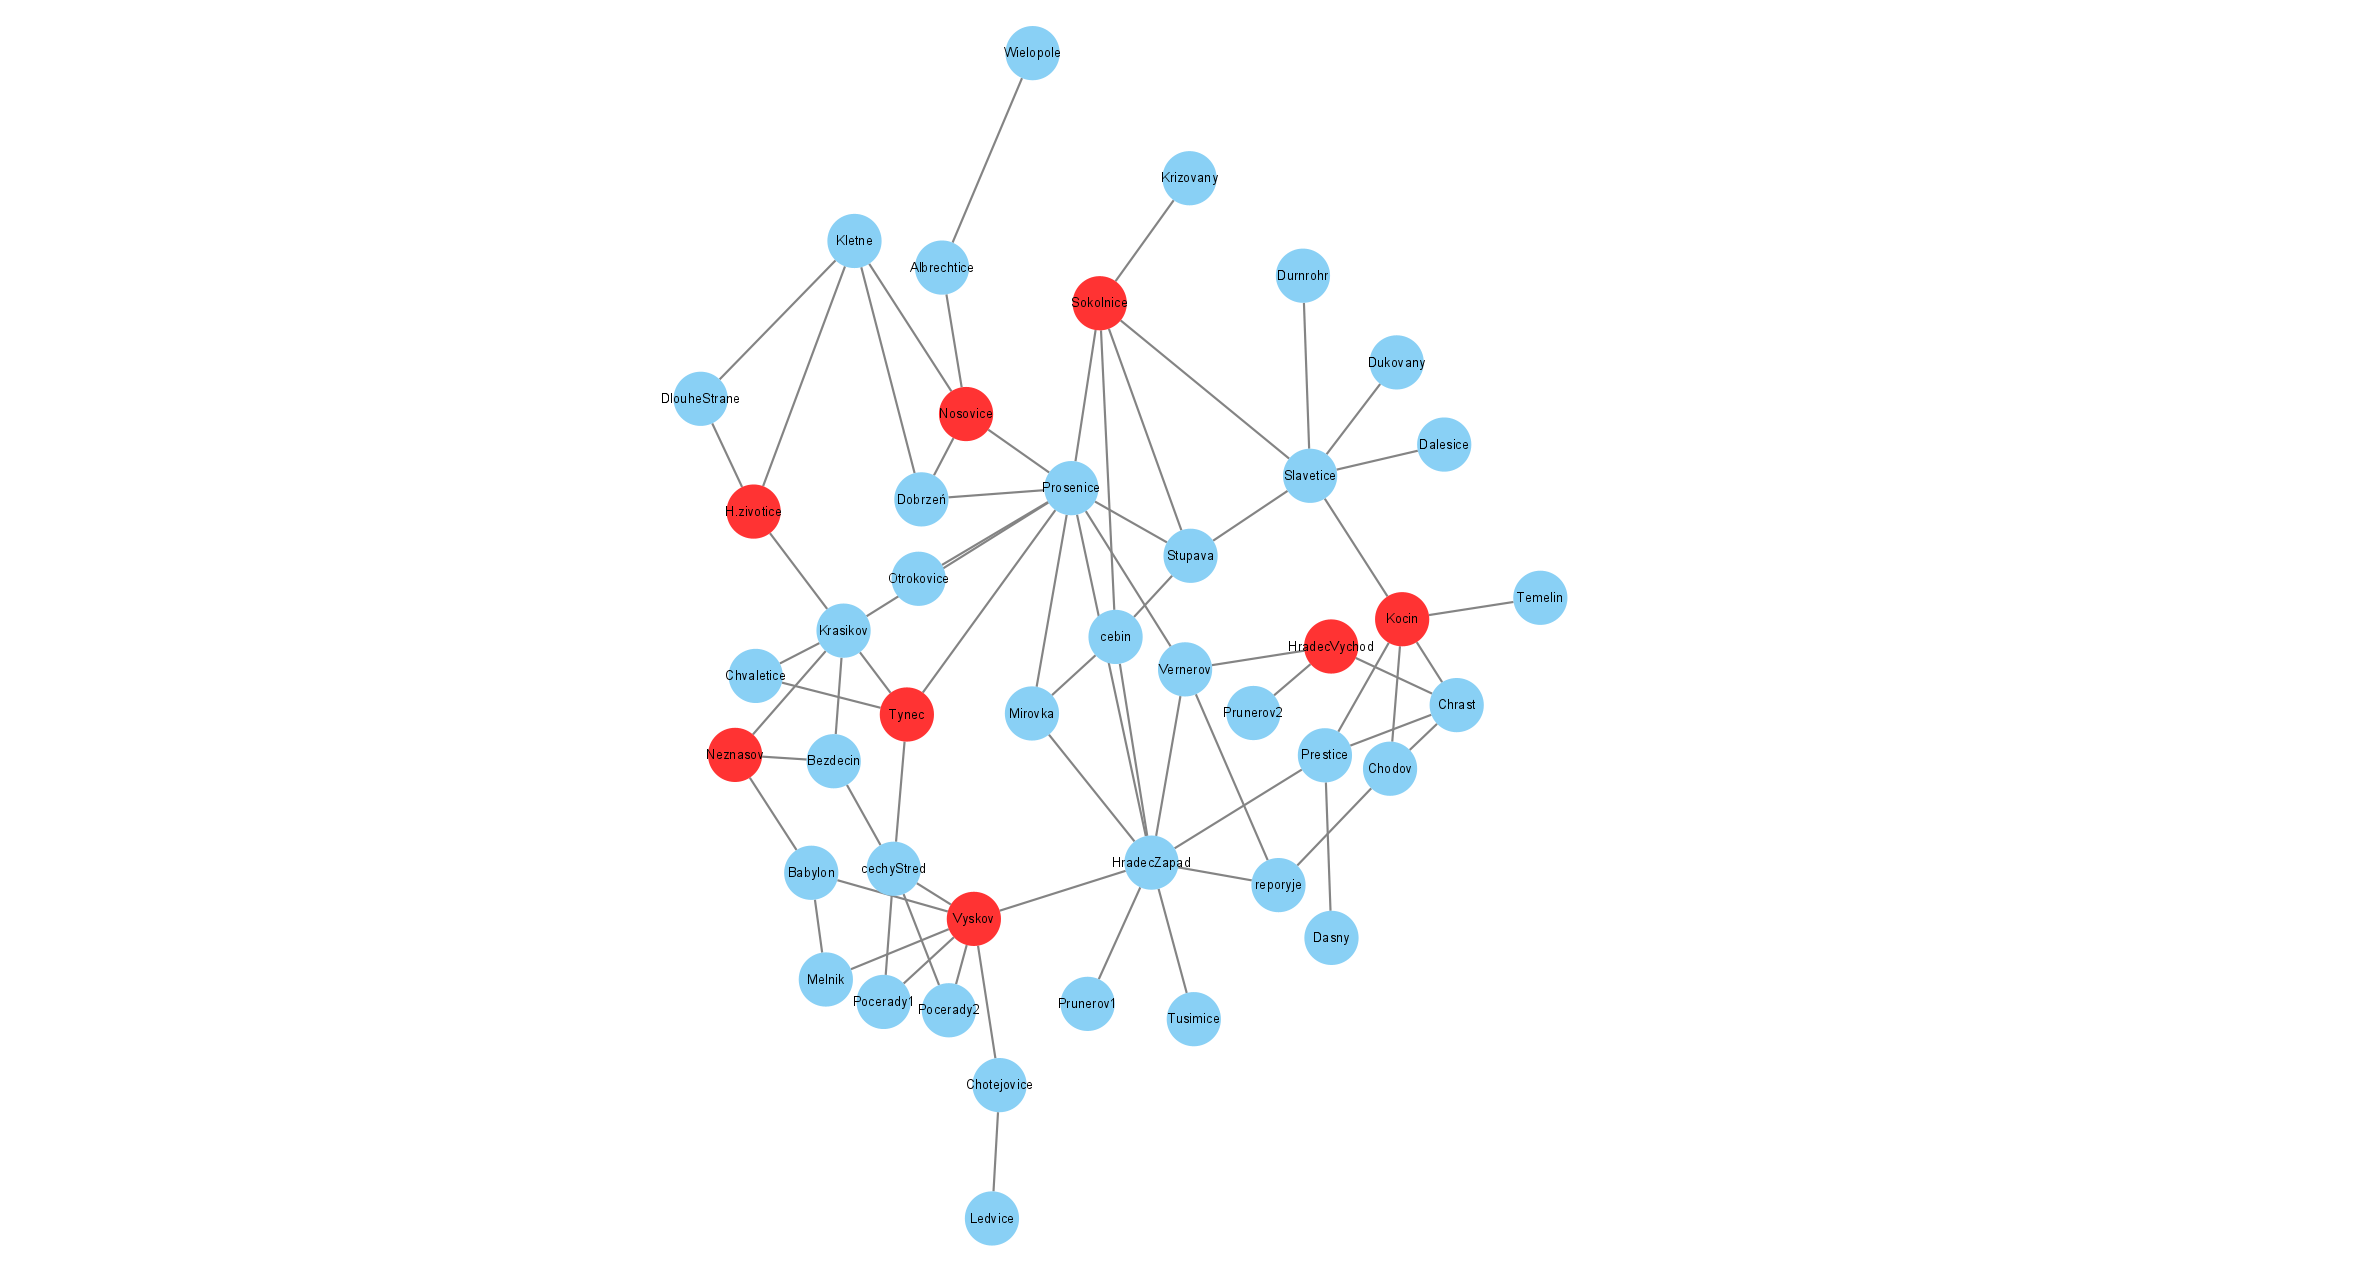 Wielopole
Krizovany
Kletne
Albrechtice
Durnrohr
Sokolnice
Dukovany
DlouheStrane
Nosovice
Dalesice
Slavetice
Prosenice
Dobrzeń
H.zivotice
Stupava
Otrokovice
Temelin
Kocin
Krasikov
cebin
HradecVychod
Vernerov
Chvaletice
Chrast
Prunerov2
Mirovka
Tynec
Neznasov
Prestice
Bezdecin
Chodov
HradecZapad
cechyStred
Babylon
reporyje
Vyskov
Dasny
Melnik
Pocerady1
Prunerov1
Pocerady2
Tusimice
Chotejovice
Ledvice